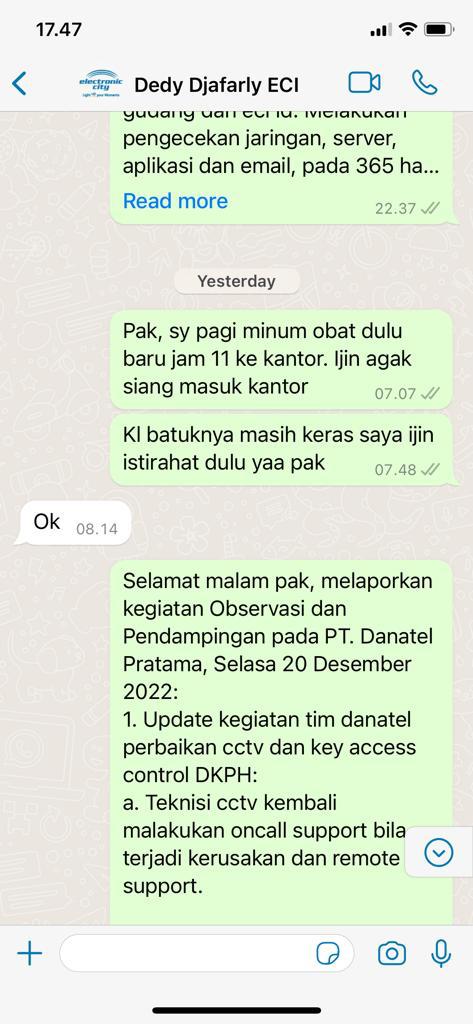 17.47
electronic
city
Dedy Djafarly ECI
gudang dan eci id. Melakukan
pengecekan jaringan, server,
aplikasi dan email, pada 365 ha...
Read more
22.37
Yesterday
Pak, sy pagi minum obat dulu
baru jam 11 ke kantor. Ijin agak
siang masuk kantor
07.07
Kl batuknya masih keras saya ijin
istirahat dulu yaa pak
07.48
Ok 08.14
Selamat malam pak, melaporkan
kegiatan Observasi dan
Pendampingan pada PT. Danatel
Pratama, Selasa 20 Desember
2022:
1. Update kegiatan tim danatel
perbaikan cctv dan key access
control DKPH:
a. Teknisi cctv kembali
malakukan oncall support bila
terjadi kerusakan dan remote
support.